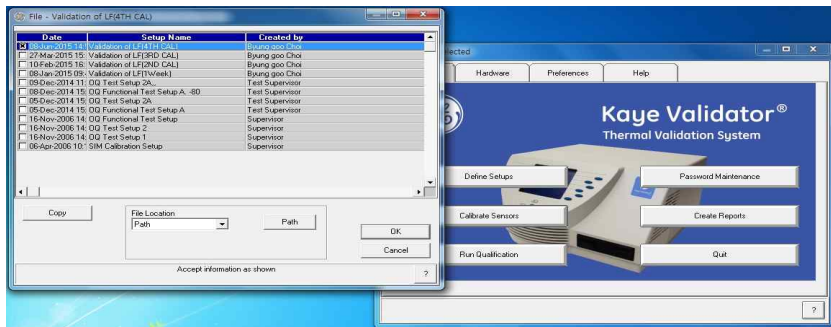 File - Validation of LF(4TH CAL)
Date Setup Name Created by
08-Jun-2015 14:1 Validation of LF(4TH CAL) Byung goo Choi
27-Mar-2015 15: Validation of LF(3RD CAL) Byung goo Choi
10-Feb-2015 16: Validation of LF(2ND CAL) Byung goo Choi
08-Jan-2015 09: Validation of LF(1Week) Byung goo Choi
09-Dec-2014 11: OQ Test Setup 2A_ Test Supervisor
08-Dec-2014 15: OQ Functional Test Setup A. -80 Test Supervisor
05-Dec-2014 15: OQ Test Setup 2A Test Supervisor
05-Dec-2014 15: OQ Functional Test Setup A Test Supervisor
16-Nov-2006 14: OQ Functional Test Setup Supervisor
16-Nov-2006 14: OQ Test Setup 2 Supervisor
16-Nov-2006 14: OQ Test Setup 1 Supervisor
06-Apr-2006 10: SIM Calibration Setup Supervisor
Copy
File Location
Path
Path
OK
Cancel
Accept information as shown
?
elected
Hardware Preferences Help
Kaye Validator®
Thermal Validation System
Define Setups Password Maintenance
Calibrate Sensors Create Reports
Run Qualification Quit
?